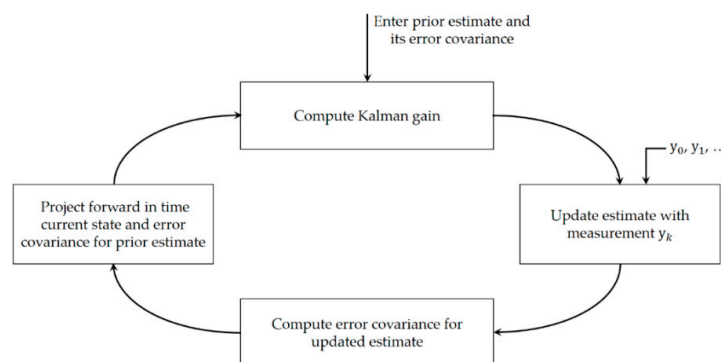 Enter prior estimate and
its error covariance
Compute Kalman gain
y₀, y₁, ..
Project forward in time
current state and error
covariance for prior estimate
Update estimate with
measurement yₖ
Compute error covariance for
updated estimate